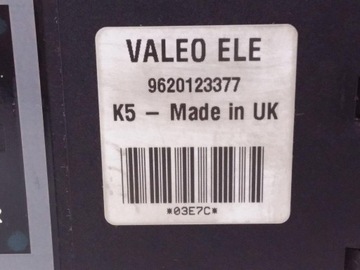 VALEO ELE
9620123377
K5 - Made in UK
*03E7C*
R